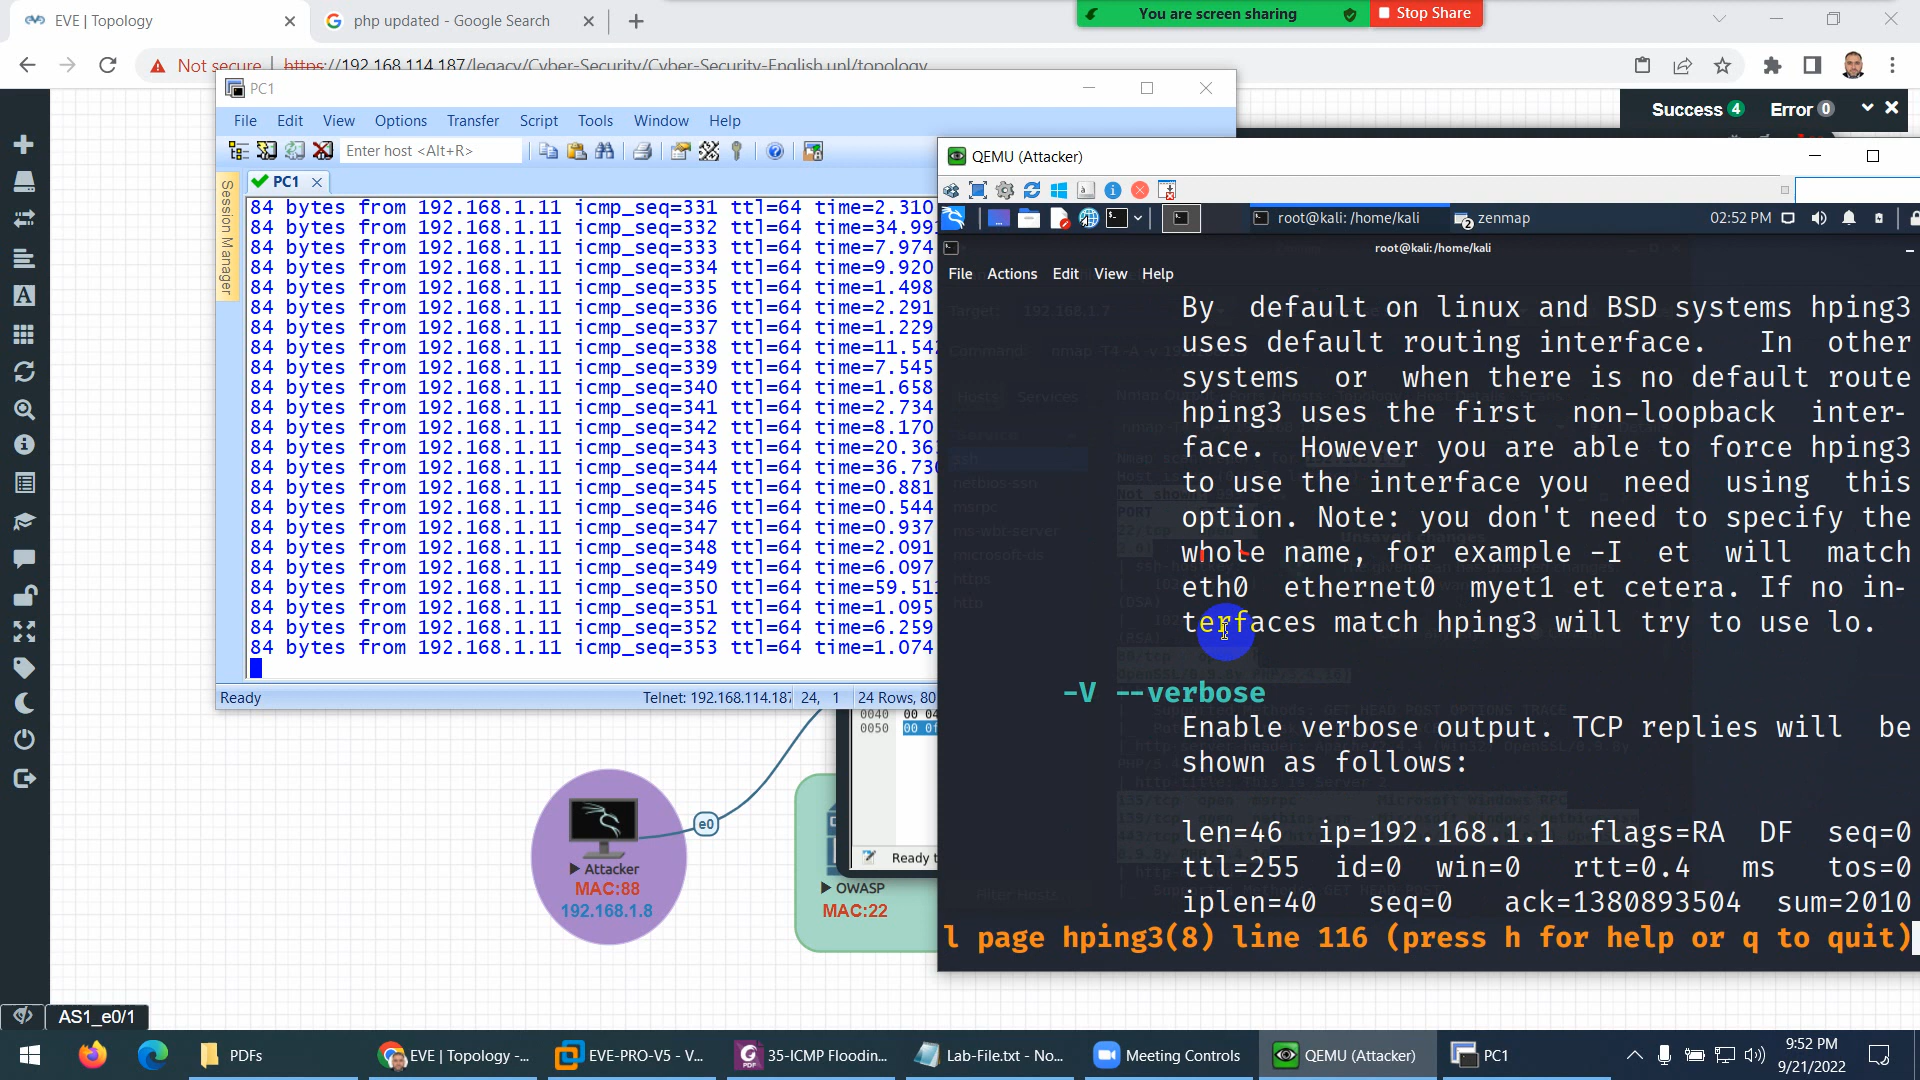 EVE | Topology
php updated - Google Search
You are screen sharing
Stop Share
Not secure
https://192.168.114.187/legacy/Cyber-Security/Cyber-Security-English.unl/topology
Success 4
Error 0
PC1
File Edit View Options Transfer Script Tools Window Help
Enter host <Alt+R>
Session Manager
PC1
84 bytes from 192.168.1.11 icmp_seq=331 ttl=64 time=2.310
84 bytes from 192.168.1.11 icmp_seq=332 ttl=64 time=34.99
84 bytes from 192.168.1.11 icmp_seq=333 ttl=64 time=7.974
84 bytes from 192.168.1.11 icmp_seq=334 ttl=64 time=9.920
84 bytes from 192.168.1.11 icmp_seq=335 ttl=64 time=1.498
84 bytes from 192.168.1.11 icmp_seq=336 ttl=64 time=2.291
84 bytes from 192.168.1.11 icmp_seq=337 ttl=64 time=1.229
84 bytes from 192.168.1.11 icmp_seq=338 ttl=64 time=11.54
84 bytes from 192.168.1.11 icmp_seq=339 ttl=64 time=7.545
84 bytes from 192.168.1.11 icmp_seq=340 ttl=64 time=1.658
84 bytes from 192.168.1.11 icmp_seq=341 ttl=64 time=2.734
84 bytes from 192.168.1.11 icmp_seq=342 ttl=64 time=8.170
84 bytes from 192.168.1.11 icmp_seq=343 ttl=64 time=20.36
84 bytes from 192.168.1.11 icmp_seq=344 ttl=64 time=36.73
84 bytes from 192.168.1.11 icmp_seq=345 ttl=64 time=0.881
84 bytes from 192.168.1.11 icmp_seq=346 ttl=64 time=0.544
84 bytes from 192.168.1.11 icmp_seq=347 ttl=64 time=0.937
84 bytes from 192.168.1.11 icmp_seq=348 ttl=64 time=2.091
84 bytes from 192.168.1.11 icmp_seq=349 ttl=64 time=6.097
84 bytes from 192.168.1.11 icmp_seq=350 ttl=64 time=59.51
84 bytes from 192.168.1.11 icmp_seq=351 ttl=64 time=1.095
84 bytes from 192.168.1.11 icmp_seq=352 ttl=64 time=6.259
84 bytes from 192.168.1.11 icmp_seq=353 ttl=64 time=1.074
Ready
Telnet: 192.168.114.187 24, 1 24 Rows, 80
0040 00 04
0050 00 0f
Ready t
e0
Attacker
MAC:88
192.168.1.8
OWASP
MAC:22
QEMU (Attacker)
root@kali: /home/kali
zenmap
02:52 PM
root@kali: /home/kali
File Actions Edit View Help
By default on linux and BSD systems hping3
uses default routing interface. In other
systems or when there is no default route
hping3 uses the first non-loopback inter-
face. However you are able to force hping3
to use the interface you need using this
option. Note: you don't need to specify the
whole name, for example -I et will match
eth0 ethernet0 myet1 et cetera. If no in-
terfaces match hping3 will try to use lo.
-V --verbose
Enable verbose output. TCP replies will be
shown as follows:
len=46 ip=192.168.1.1 flags=RA DF seq=0
ttl=255 id=0 win=0 rtt=0.4 ms tos=0
iplen=40 seq=0 ack=1380893504 sum=2010
l page hping3(8) line 116 (press h for help or q to quit)
AS1_e0/1
PDFs
EVE | Topology -...
EVE-PRO-V5 - V...
35-ICMP Floodin...
Lab-File.txt - No...
Meeting Controls
QEMU (Attacker)
PC1
9:52 PM
9/21/2022